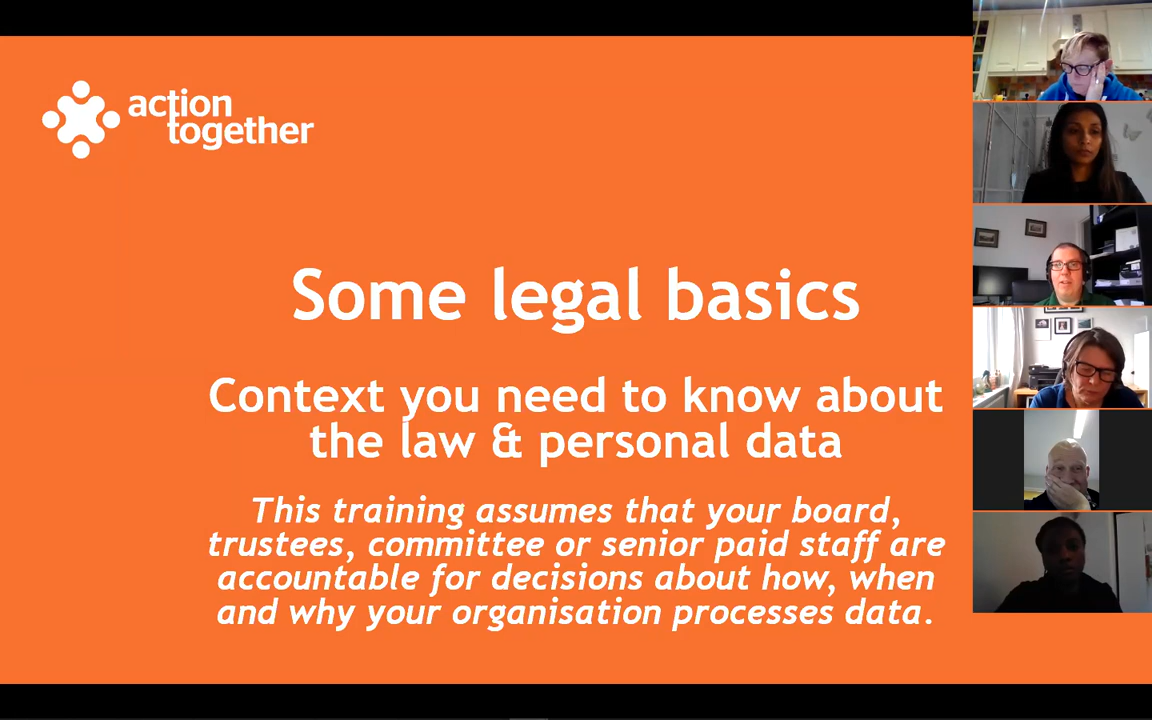 action
together
Some legal basics
Context you need to know about
the law & personal data
This training assumes that your board,
trustees, committee or senior paid staff are
accountable for decisions about how, when
and why your organisation processes data.